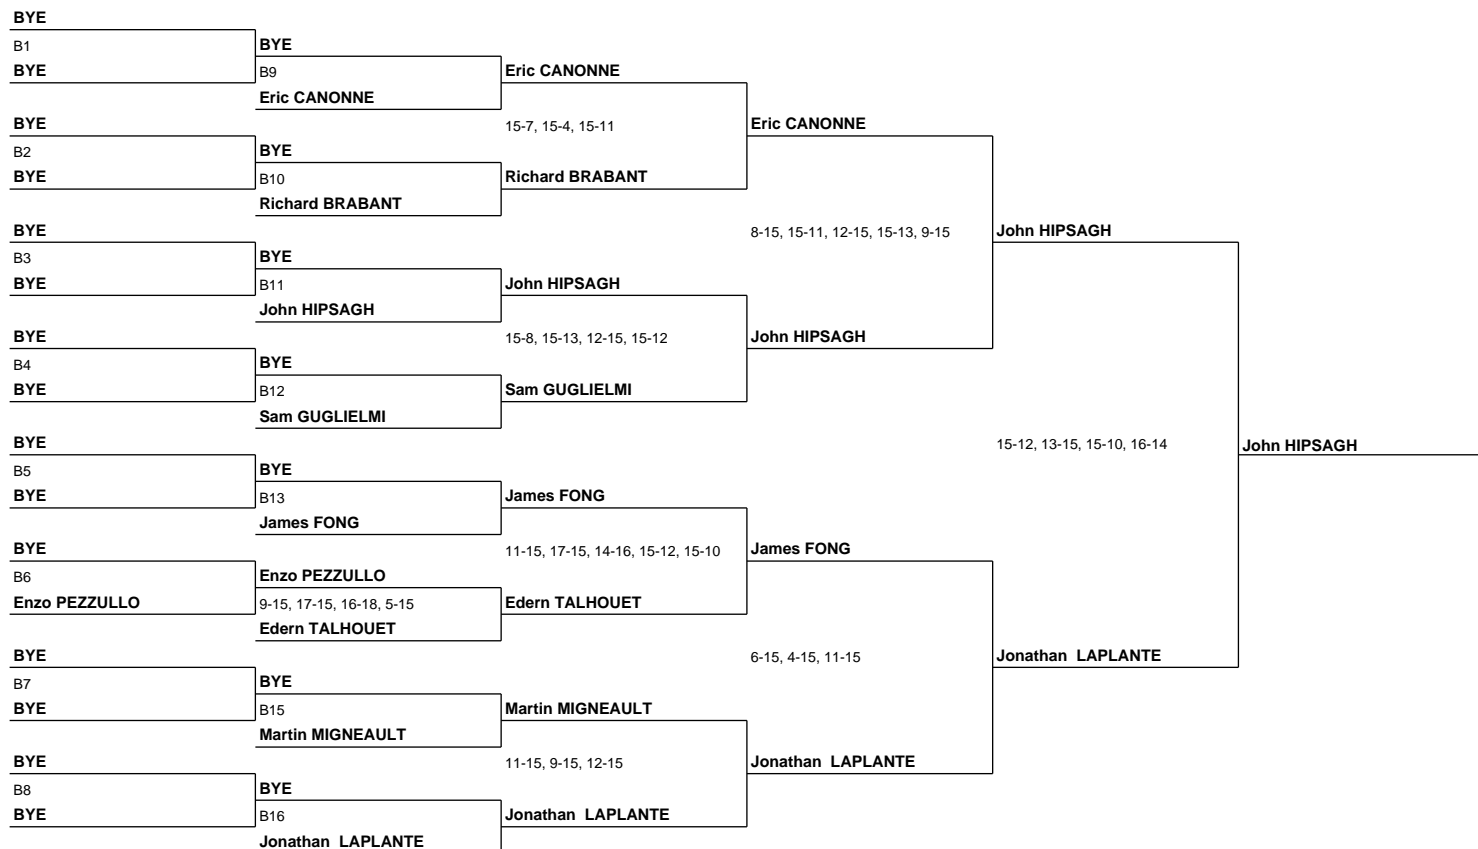 BYE
B1
BYE
BYE
B9
Eric CANONNE
Eric CANONNE
BYE
B2
BYE
BYE
B10
Richard BRABANT
15-7, 15-4, 15-11
Richard BRABANT
Eric CANONNE
BYE
B3
BYE
BYE
B11
John HIPSAGH
John HIPSAGH
BYE
B4
BYE
BYE
B12
Sam GUGLIELMI
15-8, 15-13, 12-15, 15-12
Sam GUGLIELMI
8-15, 15-11, 12-15, 15-13, 9-15
John HIPSAGH
John HIPSAGH
BYE
B5
BYE
BYE
B13
James FONG
James FONG
BYE
B6
Enzo PEZZULLO
Enzo PEZZULLO
9-15, 17-15, 16-18, 5-15
Edern TALHOUET
11-15, 17-15, 14-16, 15-12, 15-10
Edern TALHOUET
James FONG
BYE
B7
BYE
BYE
B15
Martin MIGNEAULT
Martin MIGNEAULT
BYE
B8
BYE
BYE
B16
Jonathan  LAPLANTE
11-15, 9-15, 12-15
Jonathan  LAPLANTE
6-15, 4-15, 11-15
Jonathan  LAPLANTE
Jonathan  LAPLANTE
15-12, 13-15, 15-10, 16-14
John HIPSAGH